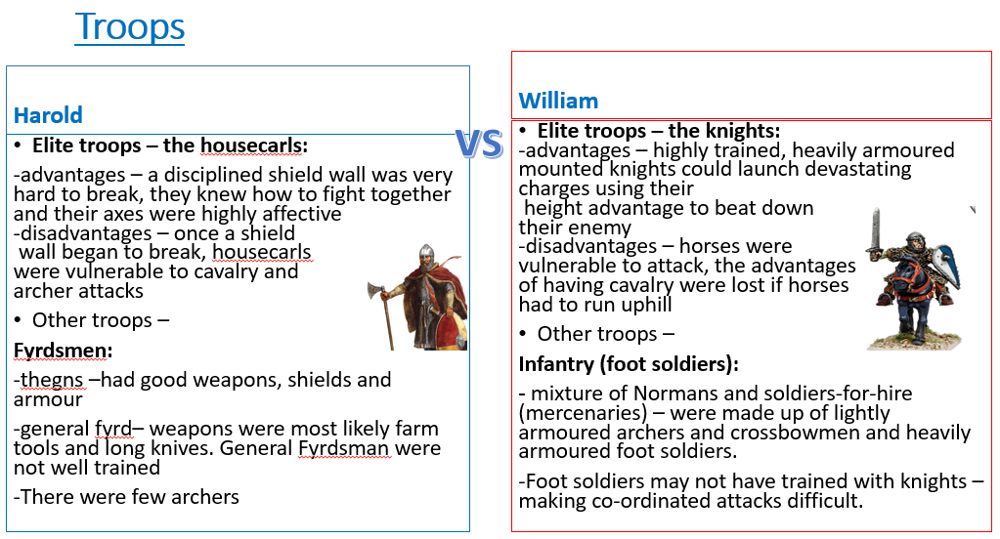 Troops
Harold
• Elite troops – the housecarls:
-advantages – a disciplined shield wall was very
hard to break, they knew how to fight together
and their axes were highly affective
-disadvantages – once a shield
wall began to break, housecarls
were vulnerable to cavalry and
archer attacks
• Other troops –
Fyrdsmen:
-thegns –had good weapons, shields and
armour
-general fyrd– weapons were most likely farm
tools and long knives. General Fyrdsman were
not well trained
-There were few archers
VS
William
• Elite troops – the knights:
-advantages – highly trained, heavily armoured
mounted knights could launch devastating
charges using their
height advantage to beat down
their enemy
-disadvantages – horses were
vulnerable to attack, the advantages
of having cavalry were lost if horses
had to run uphill
• Other troops –
Infantry (foot soldiers):
- mixture of Normans and soldiers-for-hire
(mercenaries) – were made up of lightly
armoured archers and crossbowmen and heavily
armoured foot soldiers.
-Foot soldiers may not have trained with knights –
making co-ordinated attacks difficult.